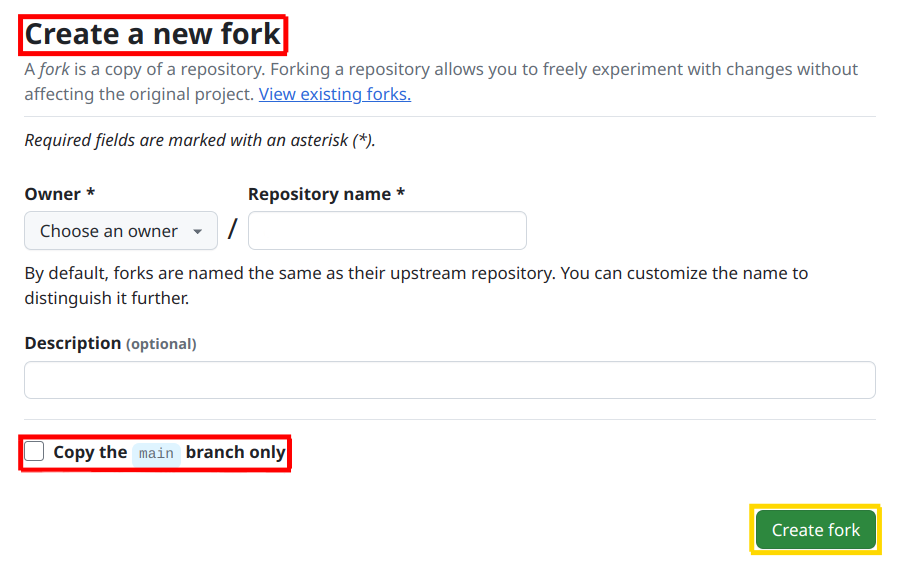 Create a new fork
A fork is a copy of a repository. Forking a repository allows you to freely experiment with changes without
affecting the original project. View existing forks.
Required fields are marked with an asterisk (*).
Owner * Repository name *
Choose an owner /
By default, forks are named the same as their upstream repository. You can customize the name to
distinguish it further.
Description (optional)
Copy the main branch only
Create fork